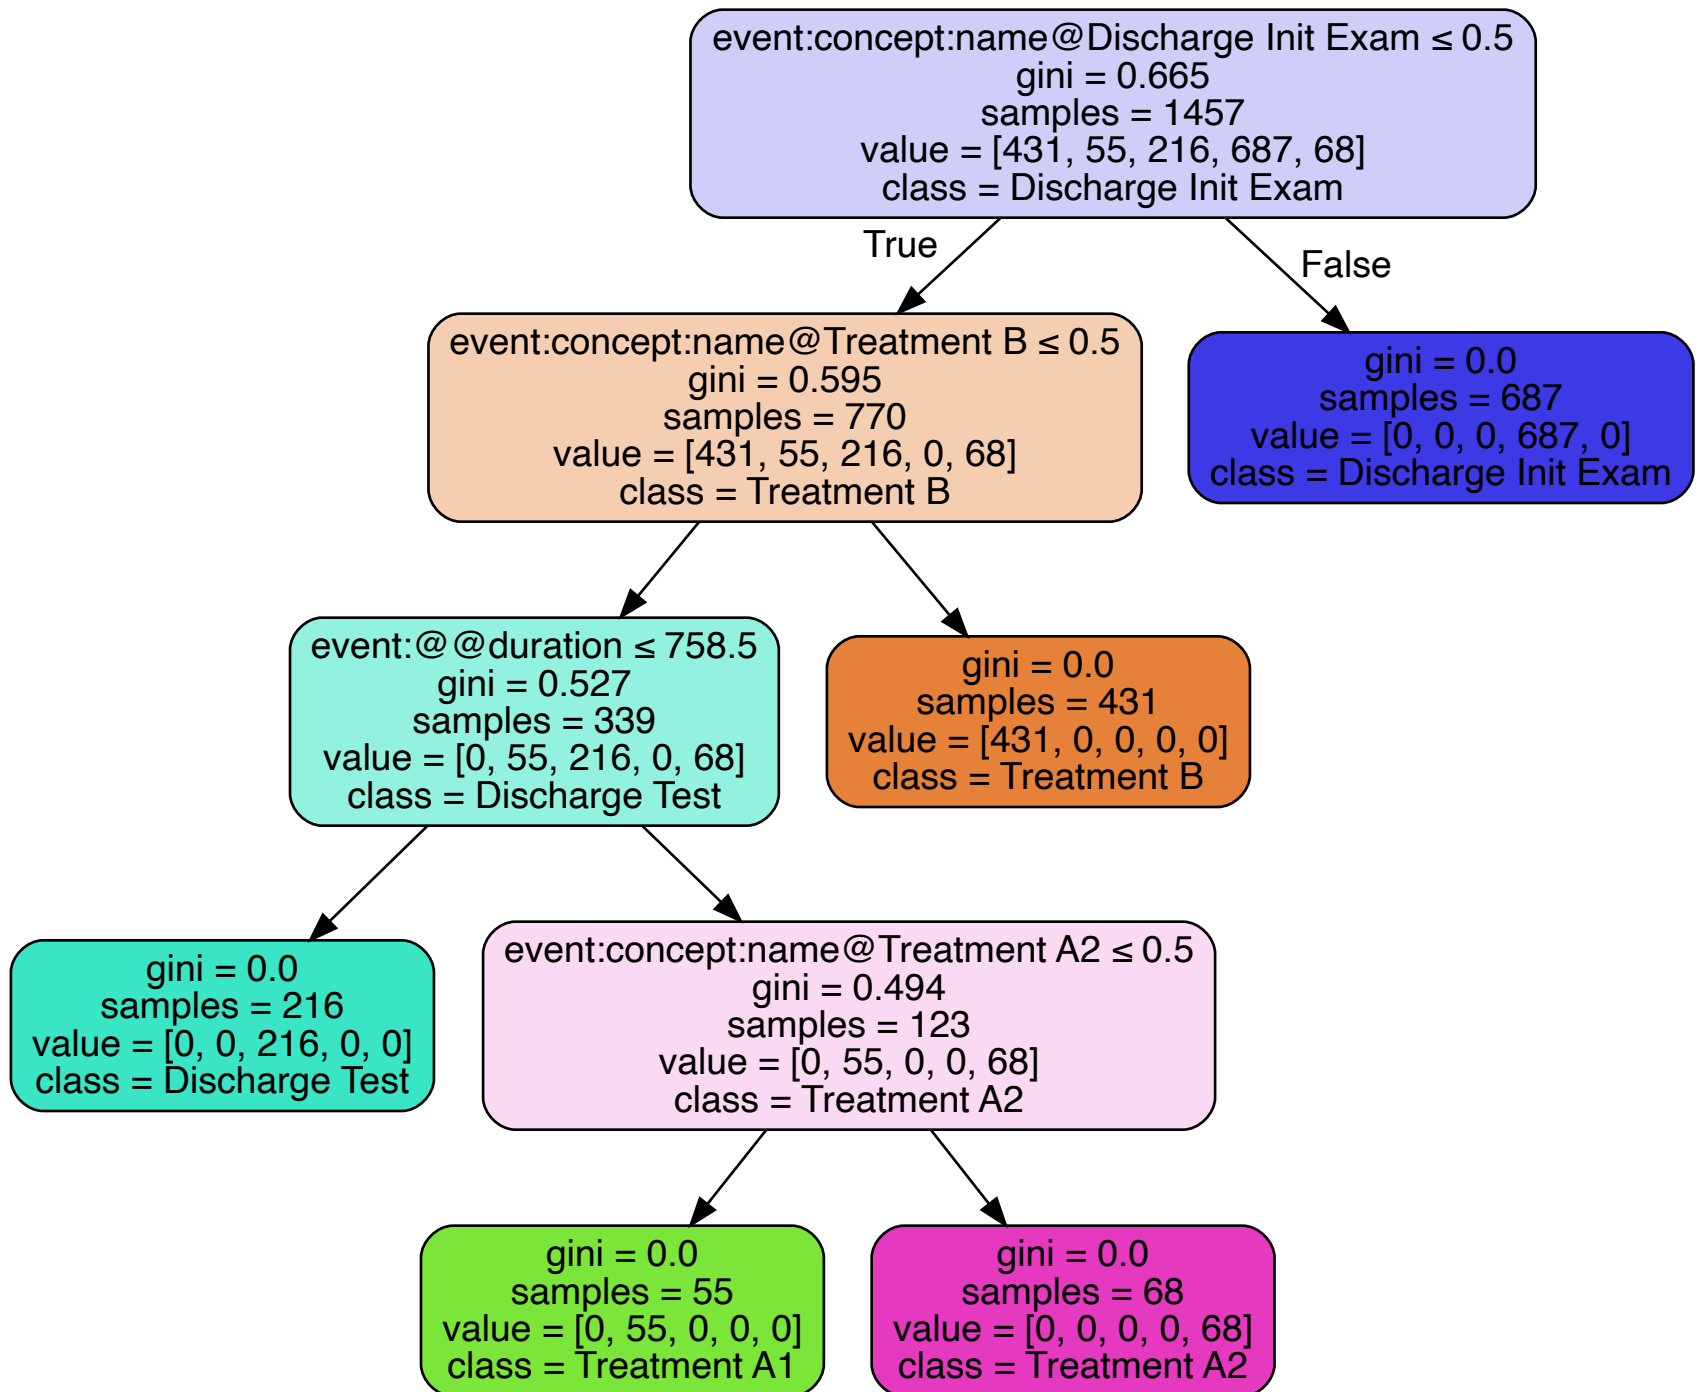 event:concept:name@Discharge Init Exam ≤ 0.5
gini = 0.665
samples = 1457
value = [431, 55, 216, 687, 68]
class = Discharge Init Exam
True
False
event:concept:name@Treatment B ≤ 0.5
gini = 0.595
samples = 770
value = [431, 55, 216, 0, 68]
class = Treatment B
gini = 0.0
samples = 687
value = [0, 0, 0, 687, 0]
class = Discharge Init Exam
event:@@duration ≤ 758.5
gini = 0.527
samples = 339
value = [0, 55, 216, 0, 68]
class = Discharge Test
gini = 0.0
samples = 431
value = [431, 0, 0, 0, 0]
class = Treatment B
gini = 0.0
samples = 216
value = [0, 0, 216, 0, 0]
class = Discharge Test
event:concept:name@Treatment A2 ≤ 0.5
gini = 0.494
samples = 123
value = [0, 55, 0, 0, 68]
class = Treatment A2
gini = 0.0
samples = 55
value = [0, 55, 0, 0, 0]
class = Treatment A1
gini = 0.0
samples = 68
value = [0, 0, 0, 0, 68]
class = Treatment A2